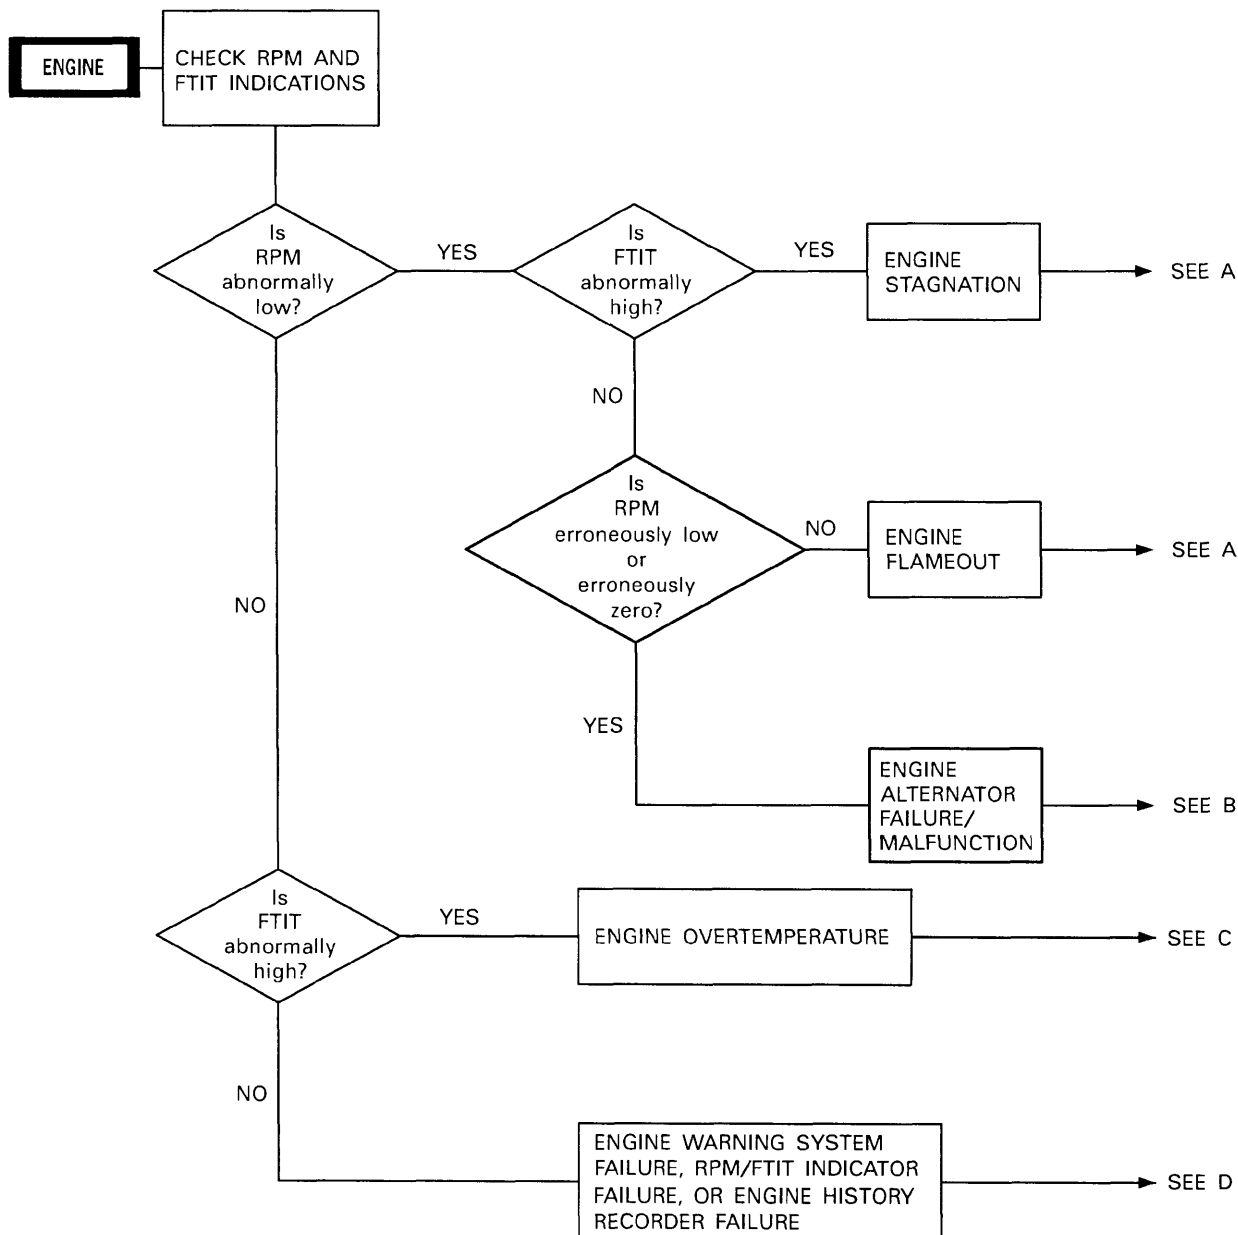 ENGINE
CHECK RPM AND
FTIT INDICATIONS
Is
RPM
abnormally
low?
YES
Is
FTIT
abnormally
high?
YES
ENGINE
STAGNATION
SEE A
NO
Is
RPM
erroneously low
or
erroneously
zero?
NO
ENGINE
FLAMEOUT
SEE A
NO
YES
ENGINE
ALTERNATOR
FAILURE/
MALFUNCTION
SEE B
Is
FTIT
abnormally
high?
YES
ENGINE OVERTEMPERATURE
SEE C
NO
ENGINE WARNING SYSTEM
FAILURE, RPM/FTIT INDICATOR
FAILURE, OR ENGINE HISTORY
RECORDER FAILURE
SEE D